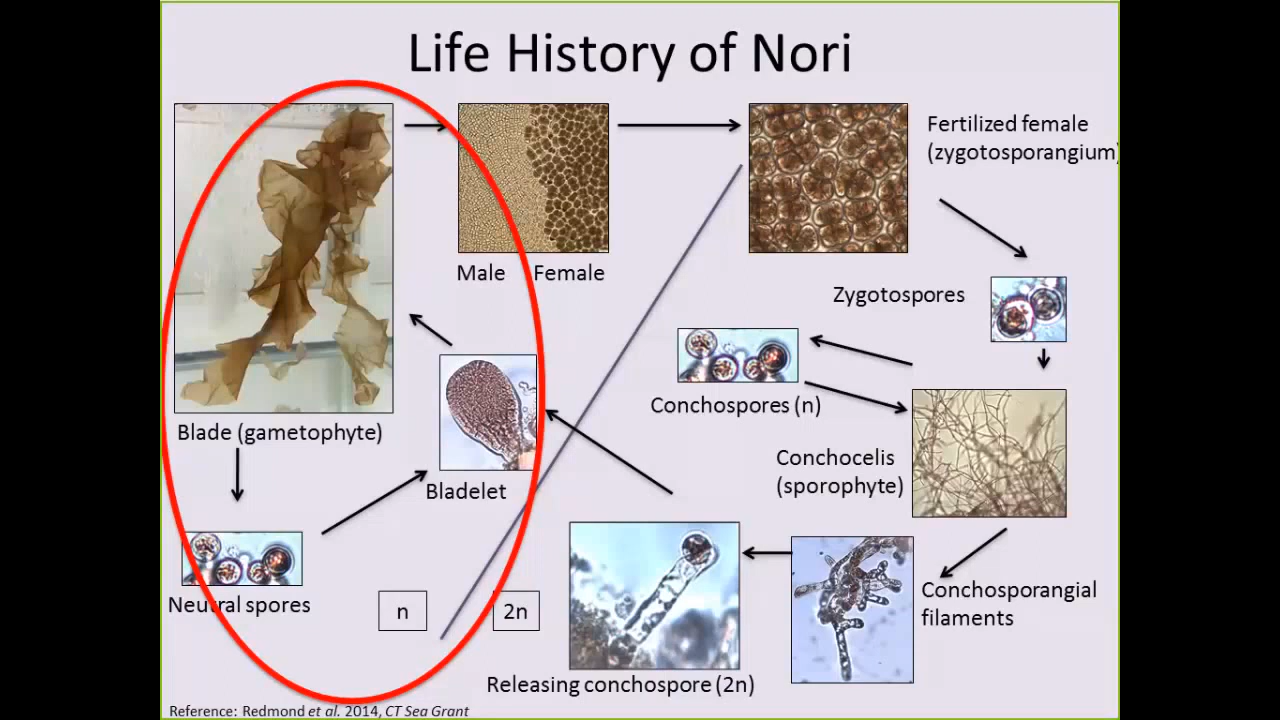 Life History of Nori
Fertilized female
(zygotosporangium)
Male Female
Zygotospores
Conchospores (n)
Blade (gametophyte)
Conchocelis
(sporophyte)
Bladelet
Neutral spores
n
2n
Conchosporangial
filaments
Releasing conchospore (2n)
Reference: Redmond et al. 2014, CT Sea Grant